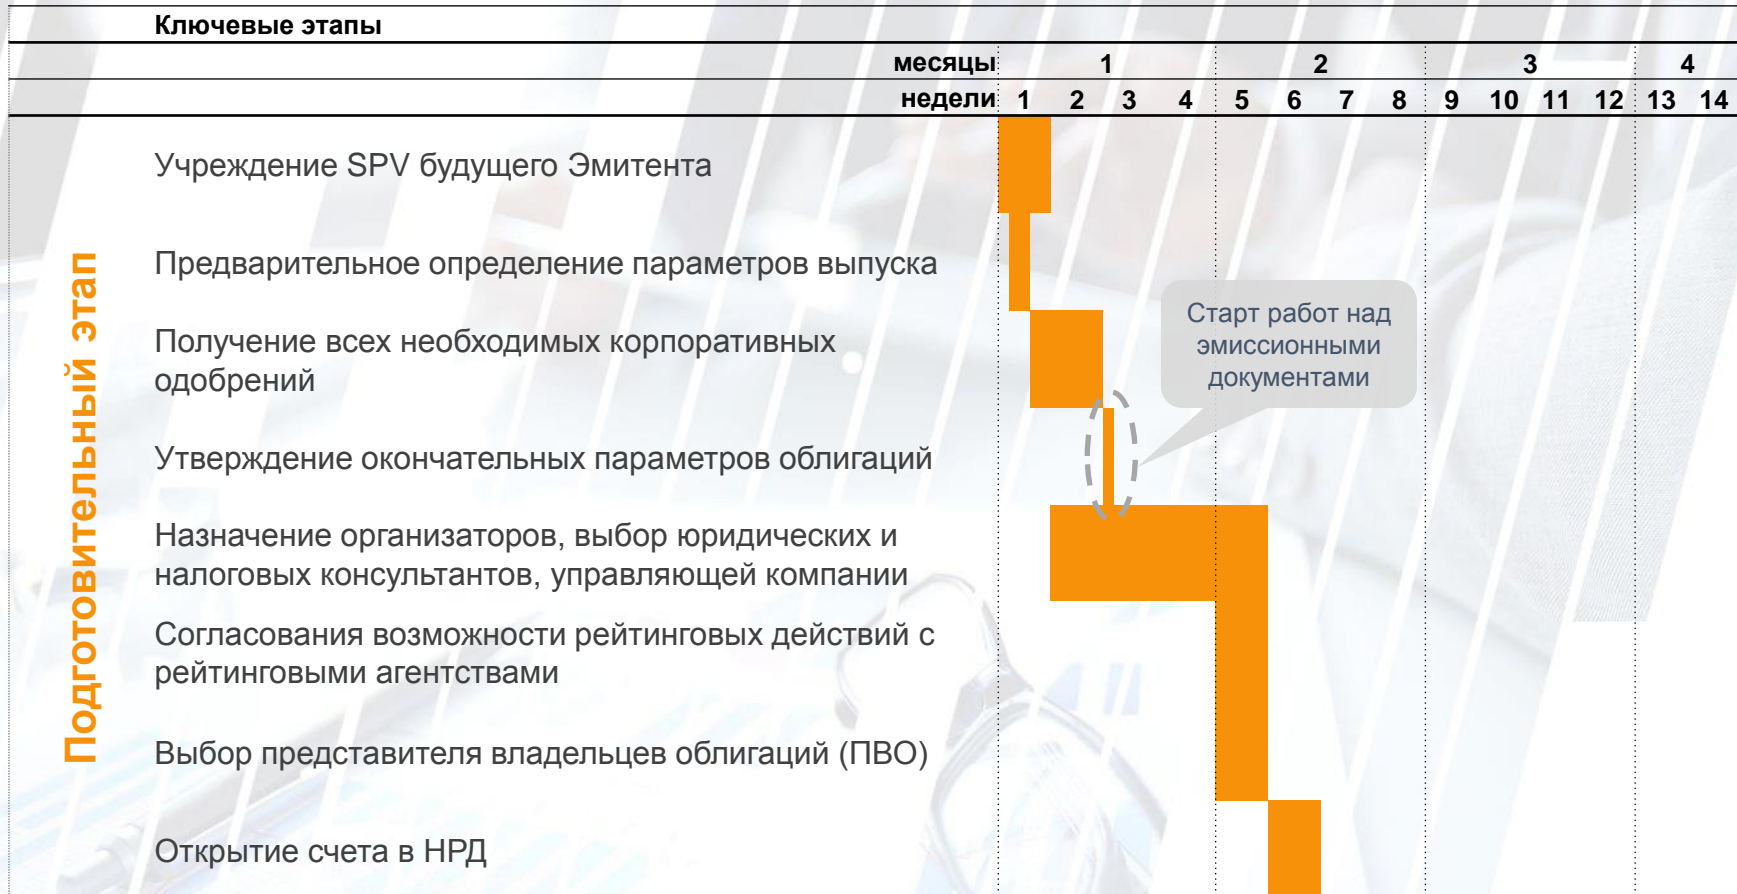 Ключевые этапы
месяцы 1 2 3 4
недели 1 2 3 4 5 6 7 8 9 10 11 12 13 14
Подготовительный этап
Учреждение SPV будущего Эмитента
Предварительное определение параметров выпуска
Получение всех необходимых корпоративных
одобрений
Старт работ над
эмиссионными
документами
Утверждение окончательных параметров облигаций
Назначение организаторов, выбор юридических и
налоговых консультантов, управляющей компании
Согласования возможности рейтинговых действий с
рейтинговыми агентствами
Выбор представителя владельцев облигаций (ПВО)
Открытие счета в НРД